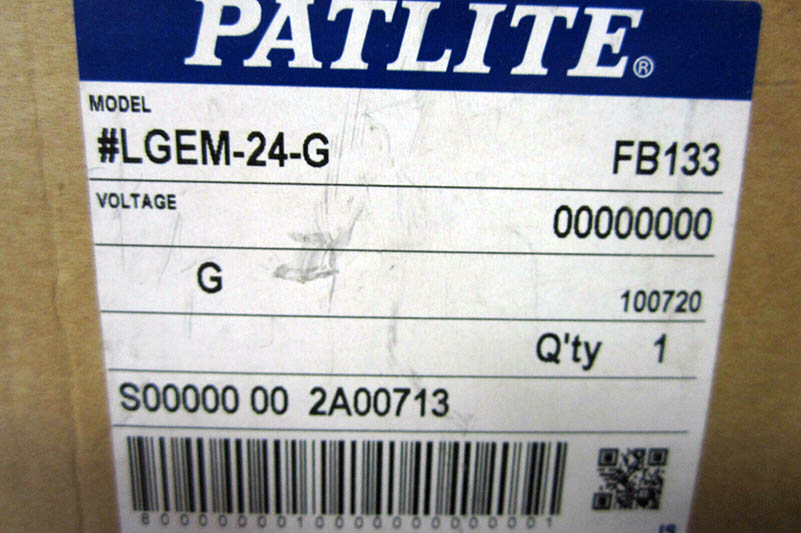 PATLITE®
MODEL
#LGEM-24-G FB133
VOLTAGE
00000000
G
100720
Q'ty 1
S00000 00 2A00713